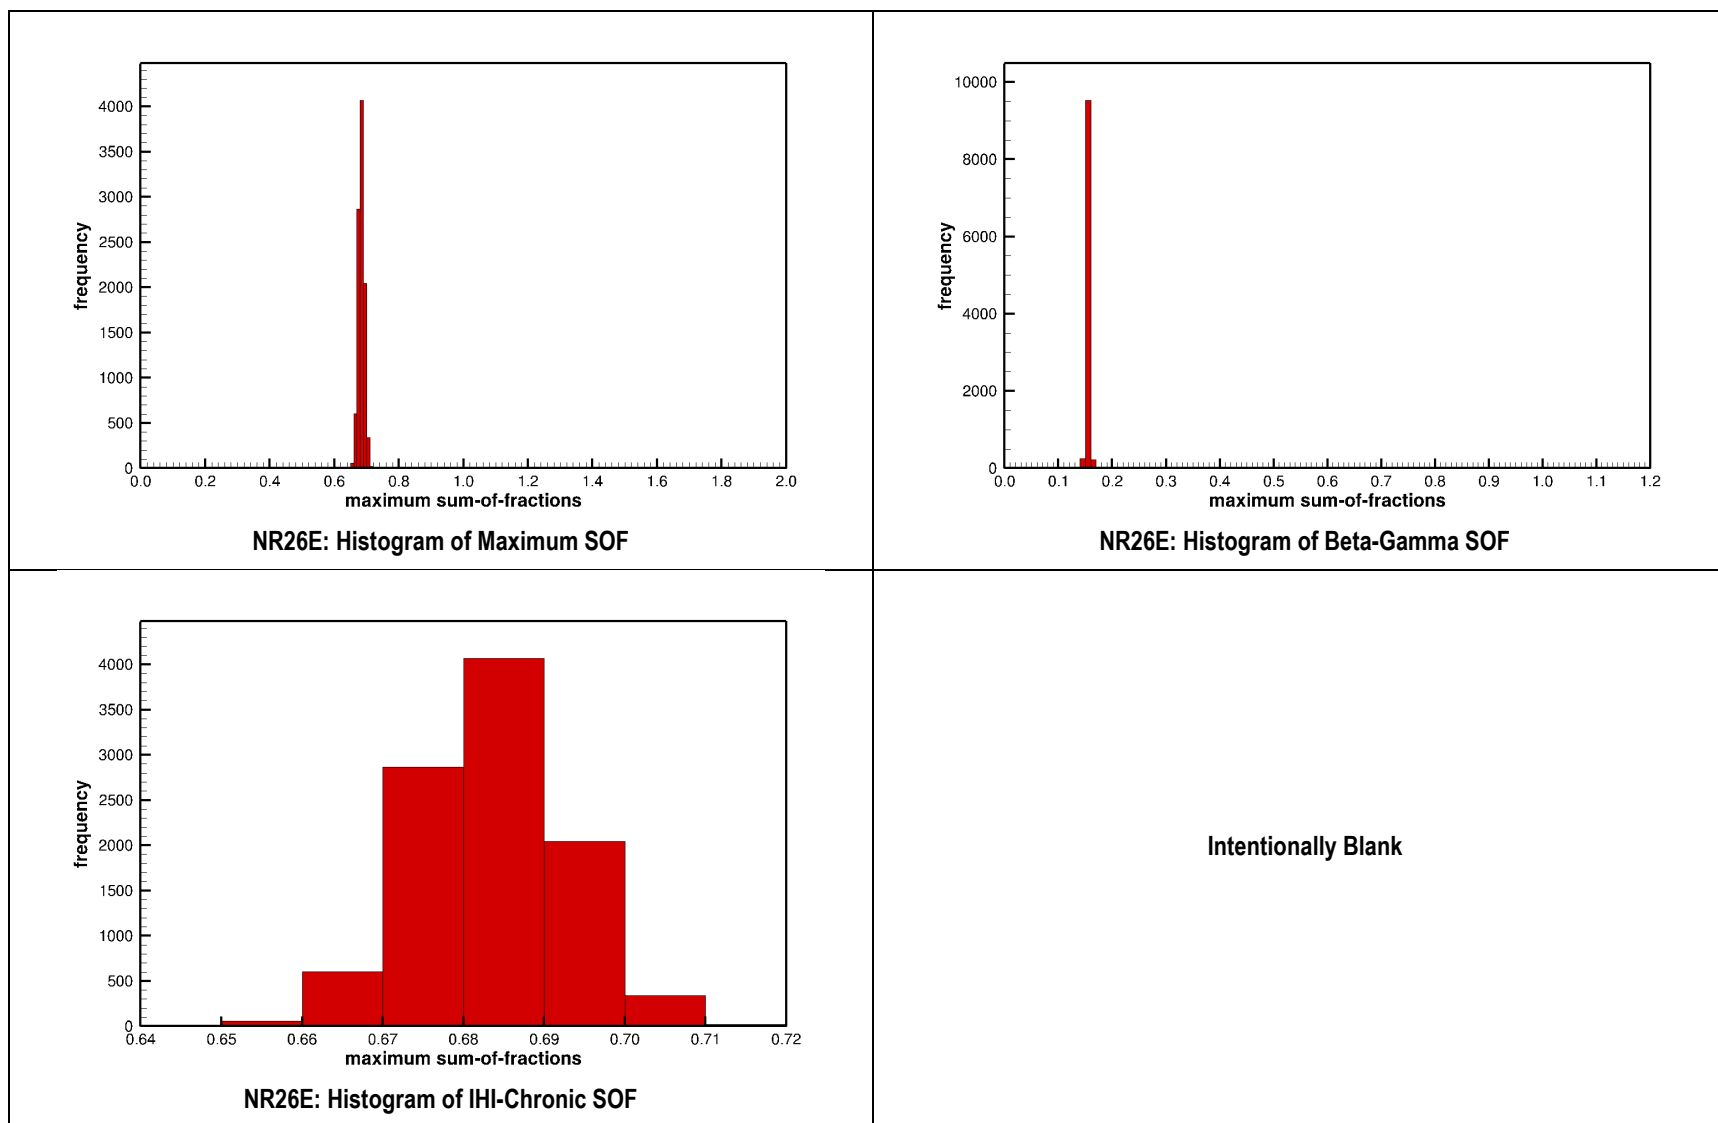 4000
3500
3000
2500
2000
1500
1000
500
0
frequency
0.0 0.2 0.4 0.6 0.8 1.0 1.2 1.4 1.6 1.8 2.0
maximum sum-of-fractions
NR26E: Histogram of Maximum SOF
10000
8000
6000
4000
2000
0
frequency
0.0 0.1 0.2 0.3 0.4 0.5 0.6 0.7 0.8 0.9 1.0 1.1 1.2
maximum sum-of-fractions
NR26E: Histogram of Beta-Gamma SOF
4000
3500
3000
2500
2000
1500
1000
500
0
frequency
0.64 0.65 0.66 0.67 0.68 0.69 0.70 0.71 0.72
maximum sum-of-fractions
NR26E: Histogram of IHI-Chronic SOF
Intentionally Blank